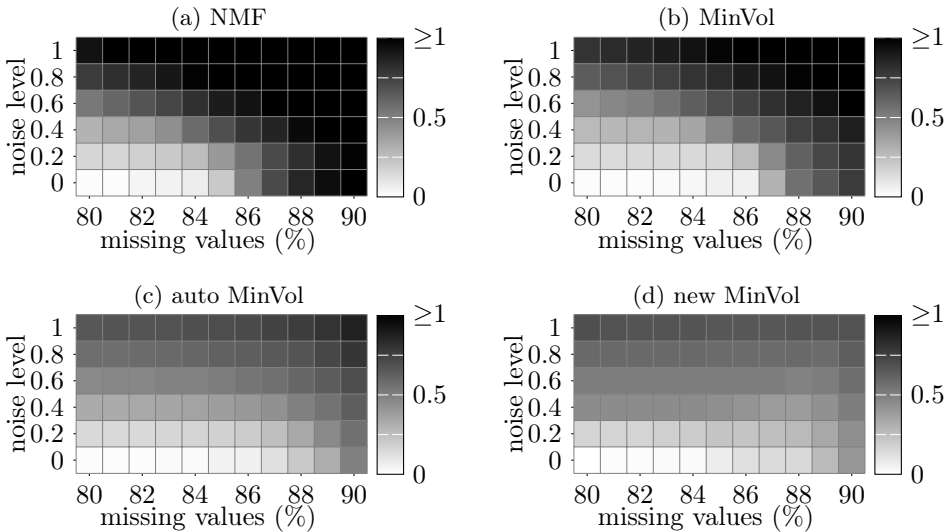 (a) NMF
noise level
1
0.8
0.6
0.4
0.2
0
80 82 84 86 88 90
missing values (%)
≥1
0.5
0
(b) MinVol
noise level
1
0.8
0.6
0.4
0.2
0
80 82 84 86 88 90
missing values (%)
≥1
0.5
0
(c) auto MinVol
noise level
1
0.8
0.6
0.4
0.2
0
80 82 84 86 88 90
missing values (%)
≥1
0.5
0
(d) new MinVol
noise level
1
0.8
0.6
0.4
0.2
0
80 82 84 86 88 90
missing values (%)
≥1
0.5
0